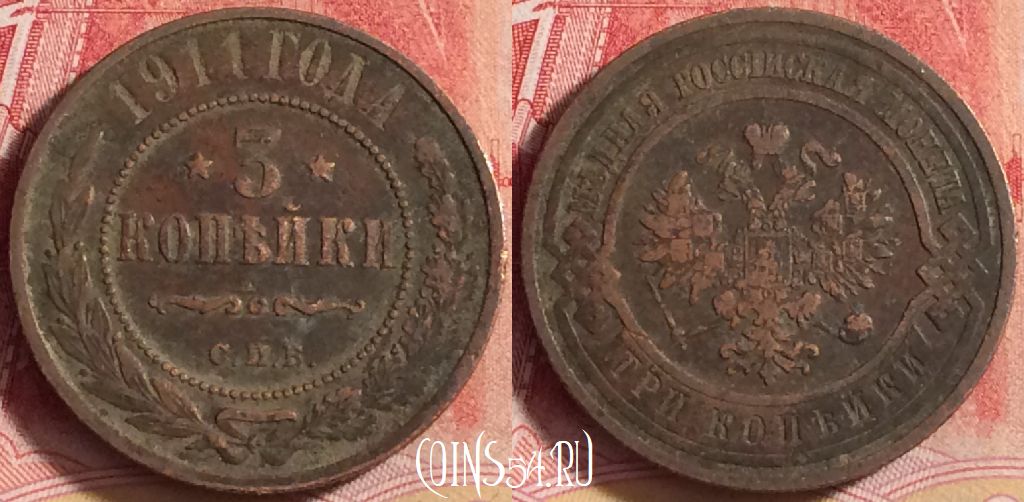 1911 ГОДА
3
КОПѢЙКИ
С.П.Б.
МѢДНАЯ РОССІЙСКАЯ МОНЕТА
ТРИ КОПѢЙКИ
COINS54.RU